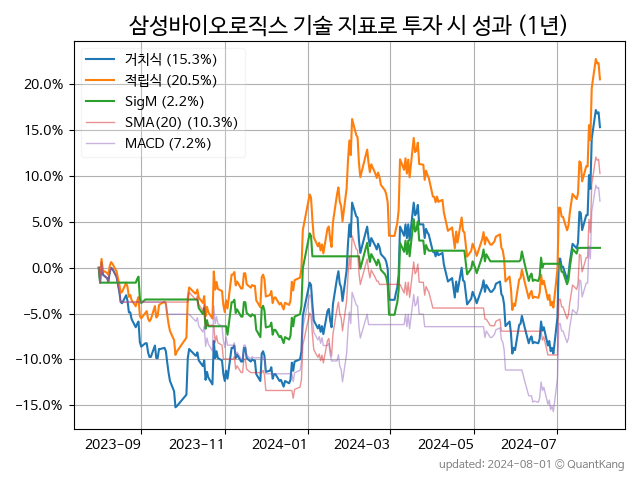 삼성바이오로직스 기술 지표로 투자 시 성과 (1년)
거치식 (15.3%)
적립식 (20.5%)
SigM (2.2%)
SMA(20) (10.3%)
MACD (7.2%)
20.0%
15.0%
10.0%
5.0%
0.0%
−5.0%
−10.0%
−15.0%
2023-09 2023-11 2024-01 2024-03 2024-05 2024-07
updated: 2024-08-01 © QuantKang